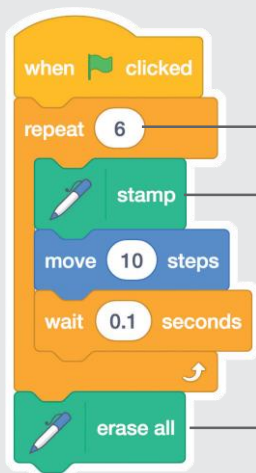 when clicked
repeat 6
stamp
move 10 steps
wait 0.1 seconds
erase all